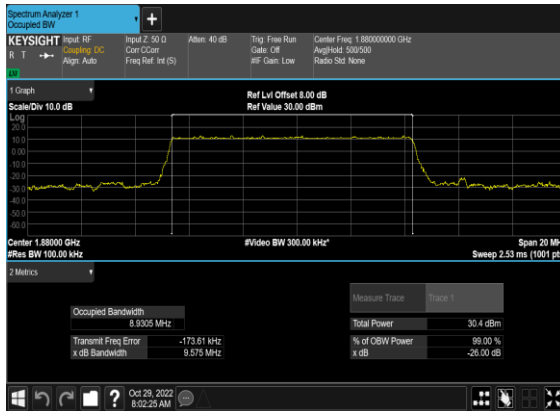 Spectrum Analyzer 1
Occupied BW
KEYSIGHT
R T
Input: RF
Coupling: DC
Align: Auto
Input Z: 50 Ω
Corr CCorr
Freq Ref: Int (S)
Atten: 40 dB
Trig: Free Run
Gate: Off
#IF Gain: Low
Center Freq: 1.880000000 GHz
Avg|Hold: 500/500
Radio Std: None
1 Graph
Scale/Div 10.0 dB
Ref Lvl Offset 8.00 dB
Ref Value 30.00 dBm
Log
20.0
10.0
0.00
-10.0
-20.0
-30.0
-40.0
-50.0
-60.0
Center 1.88000 GHz
#Res BW 100.00 kHz
#Video BW 300.00 kHz*
Span 20 MH
Sweep 2.53 ms (1001 pt
2 Metrics
Measure Trace
Trace 1
Occupied Bandwidth
8.9305 MHz
Total Power
30.4 dBm
Transmit Freq Error
-173.61 kHz
% of OBW Power
99.00 %
x dB Bandwidth
9.575 MHz
x dB
-26.00 dB
?
Oct 29, 2022
8:02:25 AM